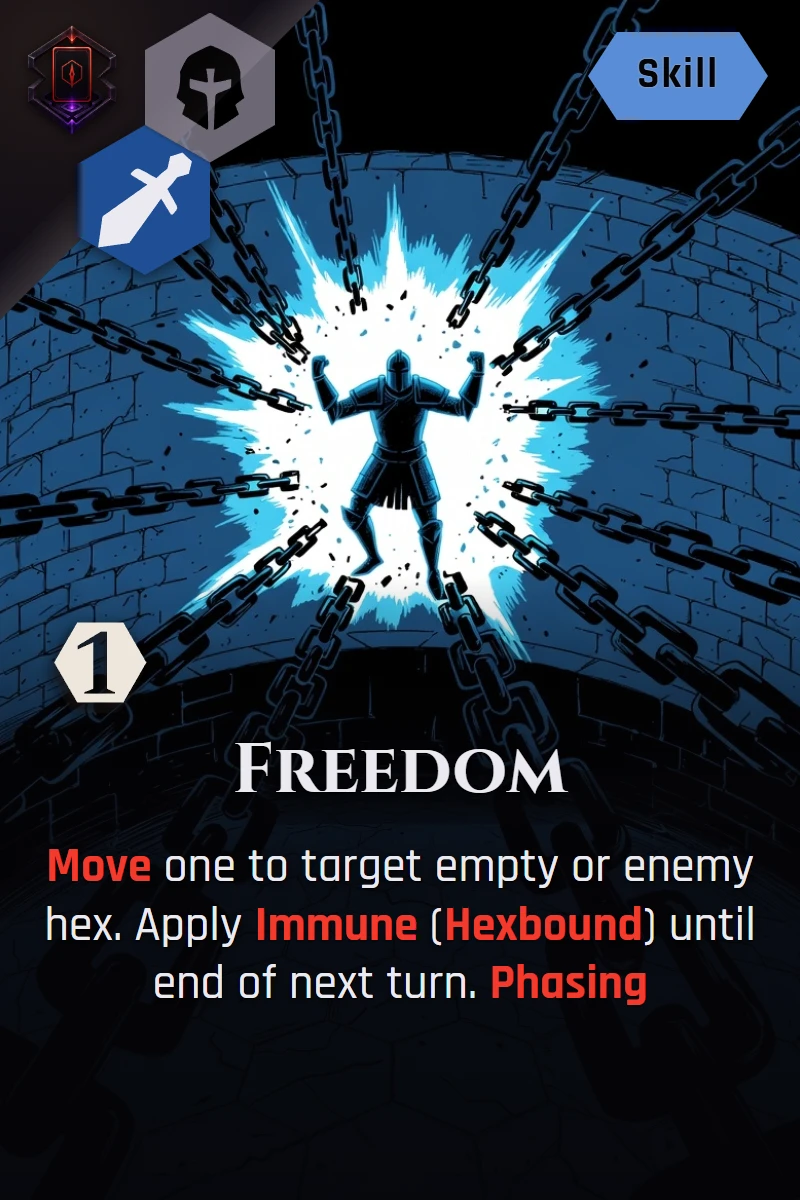 Skill
1
Freedom
Move one to target empty or enemy
hex. Apply Immune (Hexbound) until
end of next turn. Phasing